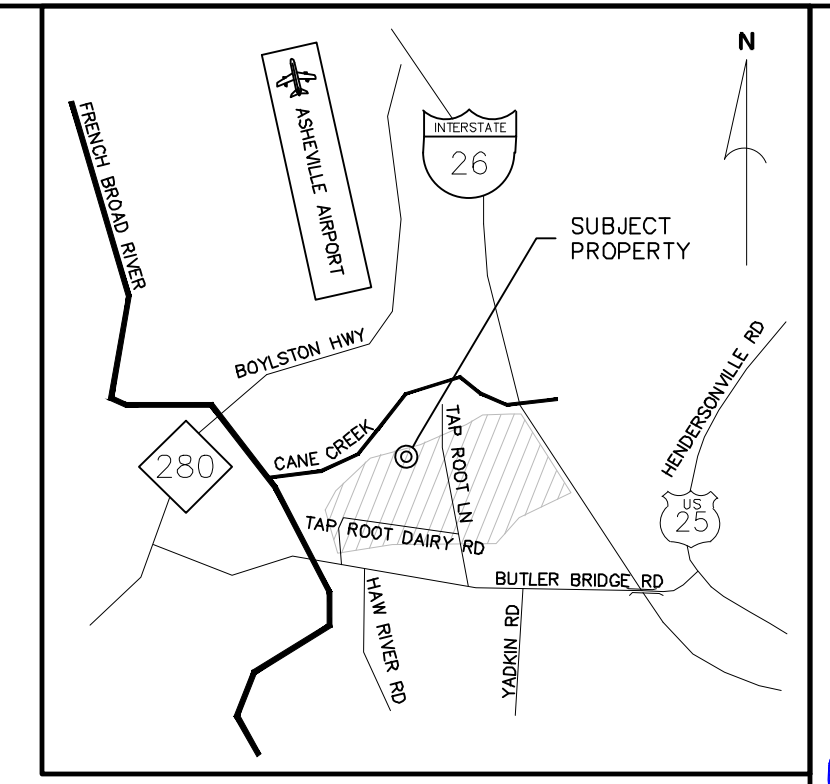 N
INTERSTATE
26
FRENCH BROAD RIVER
ASHEVILLE AIRPORT
SUBJECT
PROPERTY
BOYLSTON HWY
HENDERSONVILLE RD
CANE CREEK
TAP ROOT LN
280
US
25
TAP ROOT DAIRY RD
BUTLER BRIDGE RD
HAW RIVER RD
YADKIN RD